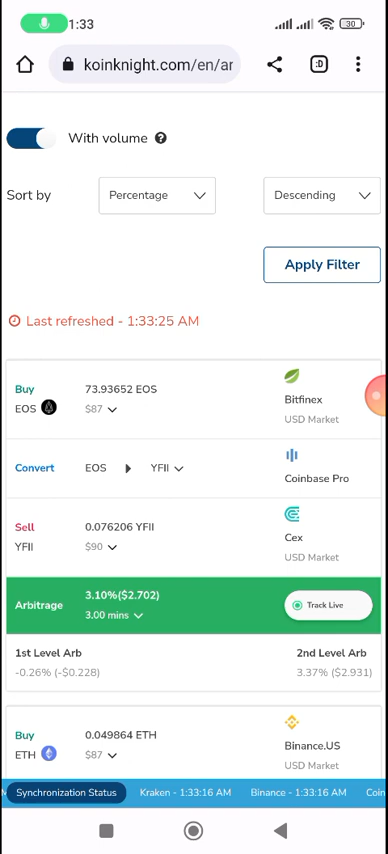 1:33
30
koinknight.com/en/ar
:D
With volume ?
Sort by
Percentage
Descending
Apply Filter
Last refreshed - 1:33:25 AM
Buy 73.93652 EOS
EOS $87
Bitfinex
USD Market
Convert EOS YFII
Coinbase Pro
Sell 0.076206 YFII
YFII $90
Cex
USD Market
Arbitrage
3.10%($2.702)
3.00 mins
Track Live
1st Level Arb 2nd Level Arb
-0.26% (-$0.228) 3.37% ($2.931)
Buy 0.049864 ETH
ETH $87
Binance.US
USD Market
Synchronization Status Kraken - 1:33:16 AM Binance - 1:33:16 AM Coin